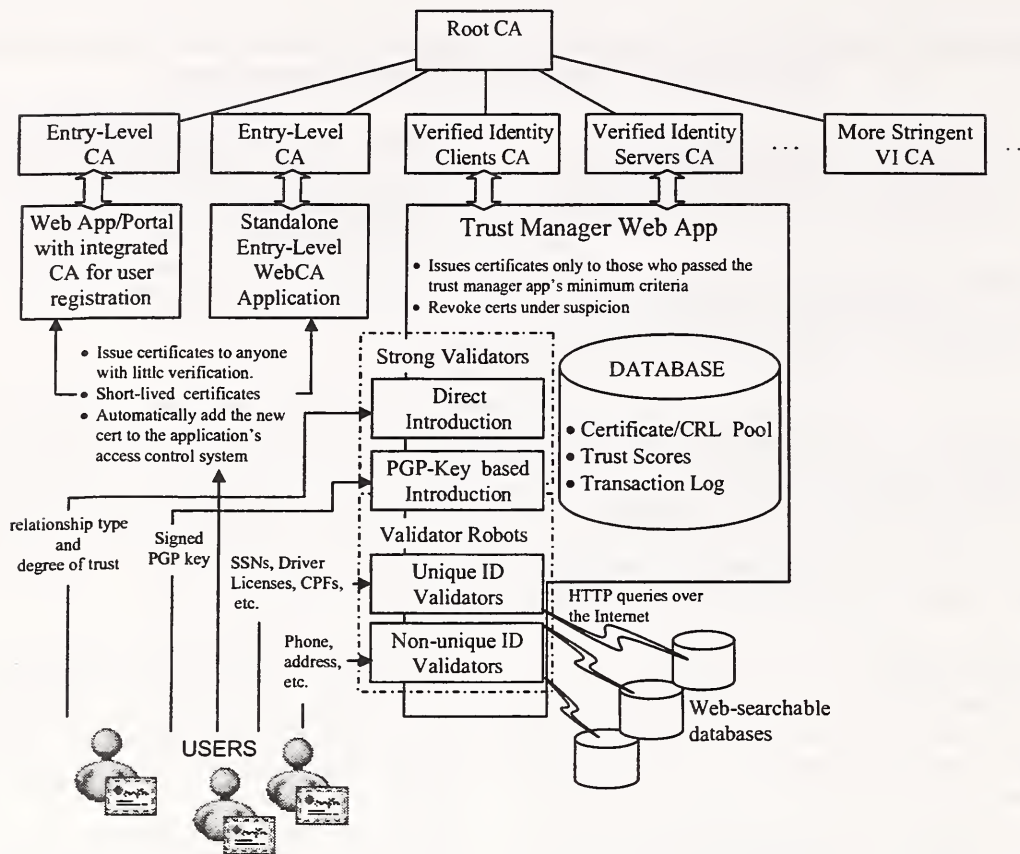 Root CA
Entry-Level
CA
Entry-Level
CA
Verified Identity
Clients CA
Verified Identity
Servers CA
...
More Stringent
VI CA
...
Web App/Portal
with integrated
CA for user
registration
Standalone
Entry-Level
WebCA
Application
Trust Manager Web App
• Issues certificates only to those who passed the
trust manager app's minimum criteria
• Revoke certs under suspicion
• Issue certificates to anyone
with little verification.
• Short-lived certificates
• Automatically add the new
cert to the application's
access control system
Strong Validators
Direct
Introduction
PGP-Key based
Introduction
DATABASE
• Certificate/CRL Pool
• Trust Scores
• Transaction Log
relationship type
and
degree of trust
Signed
PGP key
Validator Robots
SSNs, Driver
Licenses, CPFs,
etc.
Unique ID
Validators
HTTP queries over
the Internet
Phone,
address,
etc.
Non-unique ID
Validators
Web-searchable
databases
USERS